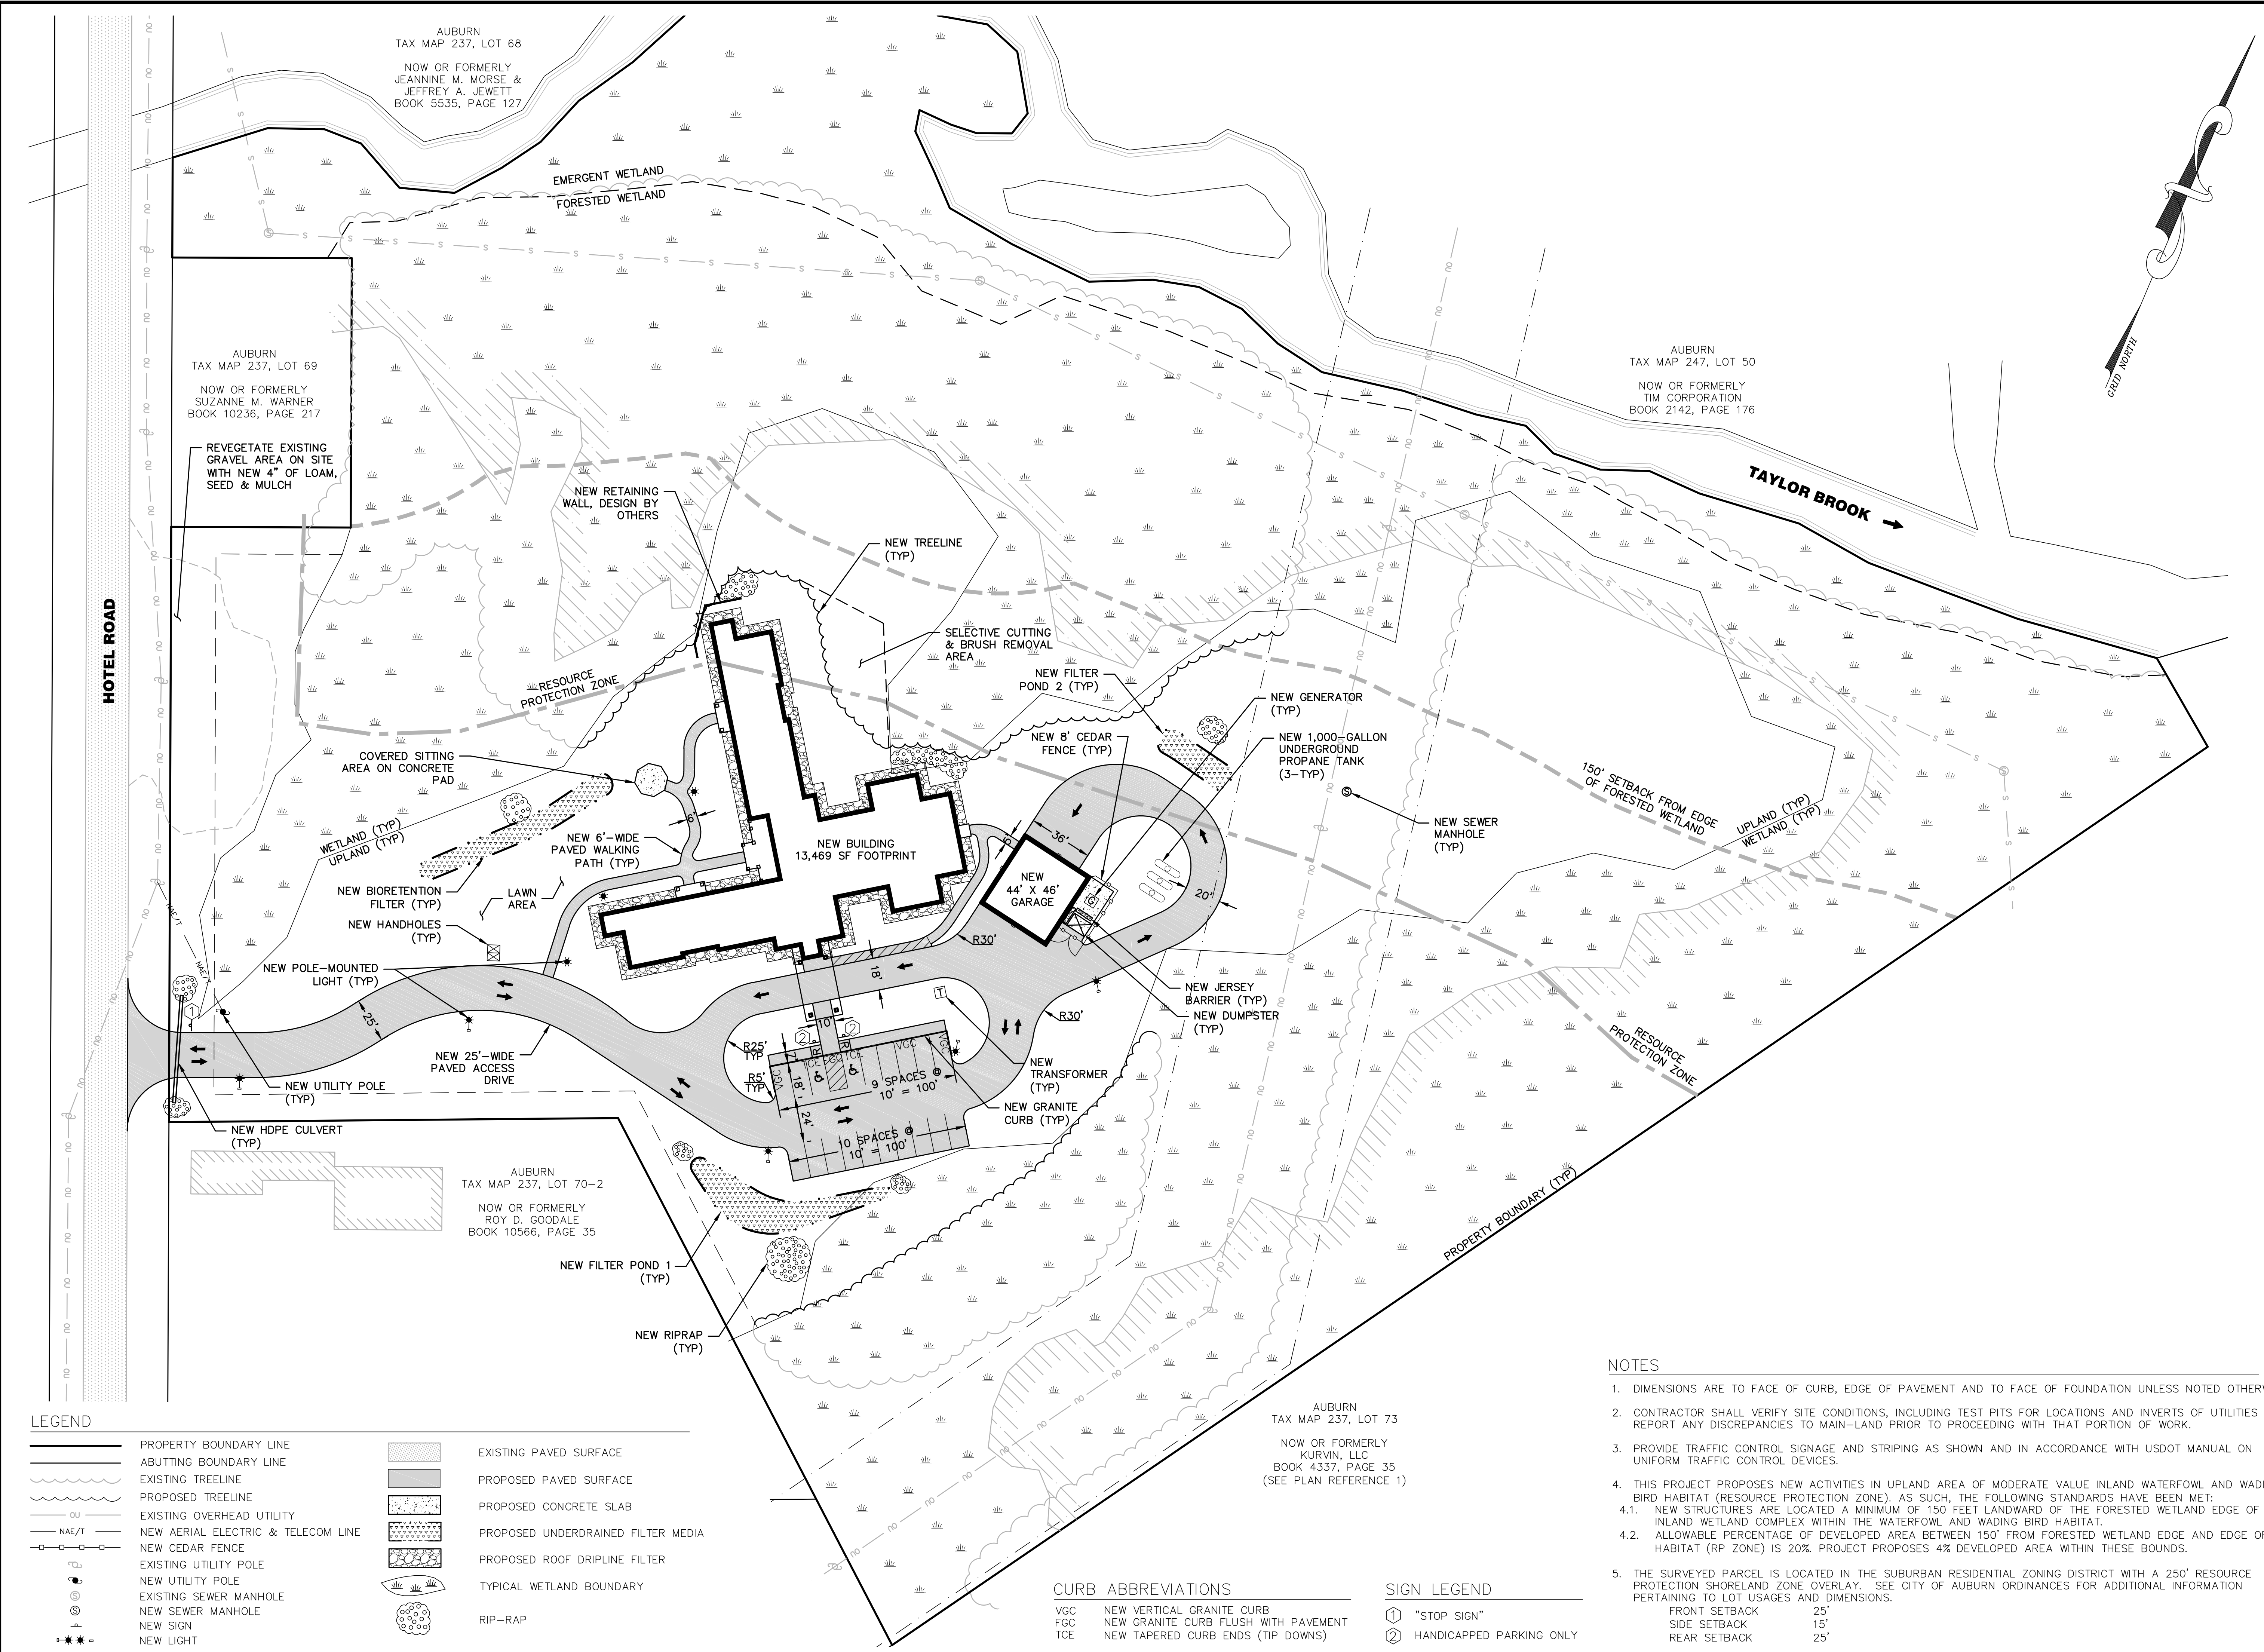 AUBURN
TAX MAP 237, LOT 68
NOW OR FORMERLY
JEANNINE M. MORSE &
JEFFREY A. JEWETT
BOOK 5535, PAGE 127
EMERGENT WETLAND
FORESTED WETLAND
GRID NORTH
AUBURN
TAX MAP 237, LOT 69
NOW OR FORMERLY
SUZANNE M. WARNER
BOOK 10236, PAGE 217
AUBURN
TAX MAP 247, LOT 50
NOW OR FORMERLY
TIM CORPORATION
BOOK 2142, PAGE 176
TAYLOR BROOK
REVEGETATE EXISTING
GRAVEL AREA ON SITE
WITH NEW 4" OF LOAM,
SEED & MULCH
HOTEL ROAD
NEW RETAINING
WALL, DESIGN BY
OTHERS
NEW TREELINE
(TYP)
SELECTIVE CUTTING
& BRUSH REMOVAL
AREA
RESOURCE
PROTECTION ZONE
NEW FILTER
POND 2 (TYP)
NEW GENERATOR
(TYP)
NEW 8' CEDAR
FENCE (TYP)
NEW 1,000-GALLON
UNDERGROUND
PROPANE TANK
(3-TYP)
COVERED SITTING
AREA ON CONCRETE
PAD
150' SETBACK FROM EDGE
OF FORESTED WETLAND
UPLAND (TYP)
WETLAND (TYP)
WETLAND (TYP)
UPLAND (TYP)
NEW SEWER
MANHOLE
(TYP)
6'
NEW 6'-WIDE
PAVED WALKING
PATH (TYP)
NEW BUILDING
13,469 SF FOOTPRINT
6'
36'
NEW
44' X 46'
GARAGE
G
20'
NEW BIORETENTION
FILTER (TYP)
LAWN
AREA
NEW HANDHOLES
(TYP)
NAE/T
NAE/T
R30'
18'
NEW POLE-MOUNTED
LIGHT (TYP)
NEW JERSEY
BARRIER (TYP)
NEW DUMPSTER
(TYP)
T
1
25'
10'
2
2
R30'
R25'
TYP
R5'
TYP
7'
18'
24'
VGC
TCE
FGC
TCE
VGC
VGC
R
R
9 SPACES @
10' = 100'
10 SPACES @
10' = 100'
NEW 25'-WIDE
PAVED ACCESS
DRIVE
NEW UTILITY POLE
(TYP)
NEW
TRANSFORMER
(TYP)
NEW GRANITE
CURB (TYP)
RESOURCE
PROTECTION ZONE
NEW HDPE CULVERT
(TYP)
AUBURN
TAX MAP 237, LOT 70-2
NOW OR FORMERLY
ROY D. GOODALE
BOOK 10566, PAGE 35
NEW FILTER POND 1
(TYP)
NEW RIPRAP
(TYP)
PROPERTY BOUNDARY (TYP)
AUBURN
TAX MAP 237, LOT 73
NOW OR FORMERLY
KURVIN, LLC
BOOK 4337, PAGE 35
(SEE PLAN REFERENCE 1)
LEGEND
PROPERTY BOUNDARY LINE
ABUTTING BOUNDARY LINE
EXISTING TREELINE
PROPOSED TREELINE
OU EXISTING OVERHEAD UTILITY
NAE/T NEW AERIAL ELECTRIC & TELECOM LINE
NEW CEDAR FENCE
EXISTING UTILITY POLE
NEW UTILITY POLE
S EXISTING SEWER MANHOLE
S NEW SEWER MANHOLE
NEW SIGN
NEW LIGHT
EXISTING PAVED SURFACE
PROPOSED PAVED SURFACE
PROPOSED CONCRETE SLAB
PROPOSED UNDERDRAINED FILTER MEDIA
PROPOSED ROOF DRIPLINE FILTER
TYPICAL WETLAND BOUNDARY
RIP-RAP
CURB ABBREVIATIONS
VGC NEW VERTICAL GRANITE CURB
FGC NEW GRANITE CURB FLUSH WITH PAVEMENT
TCE NEW TAPERED CURB ENDS (TIP DOWNS)
SIGN LEGEND
1 "STOP SIGN"
2 HANDICAPPED PARKING ONLY
NOTES
1. DIMENSIONS ARE TO FACE OF CURB, EDGE OF PAVEMENT AND TO FACE OF FOUNDATION UNLESS NOTED OTHERW
2. CONTRACTOR SHALL VERIFY SITE CONDITIONS, INCLUDING TEST PITS FOR LOCATIONS AND INVERTS OF UTILITIES
REPORT ANY DISCREPANCIES TO MAIN-LAND PRIOR TO PROCEEDING WITH THAT PORTION OF WORK.
3. PROVIDE TRAFFIC CONTROL SIGNAGE AND STRIPING AS SHOWN AND IN ACCORDANCE WITH USDOT MANUAL ON
UNIFORM TRAFFIC CONTROL DEVICES.
4. THIS PROJECT PROPOSES NEW ACTIVITIES IN UPLAND AREA OF MODERATE VALUE INLAND WATERFOWL AND WADI
BIRD HABITAT (RESOURCE PROTECTION ZONE). AS SUCH, THE FOLLOWING STANDARDS HAVE BEEN MET:
4.1. NEW STRUCTURES ARE LOCATED A MINIMUM OF 150 FEET LANDWARD OF THE FORESTED WETLAND EDGE OF
INLAND WETLAND COMPLEX WITHIN THE WATERFOWL AND WADING BIRD HABITAT.
4.2. ALLOWABLE PERCENTAGE OF DEVELOPED AREA BETWEEN 150' FROM FORESTED WETLAND EDGE AND EDGE OF
HABITAT (RP ZONE) IS 20%. PROJECT PROPOSES 4% DEVELOPED AREA WITHIN THESE BOUNDS.
5. THE SURVEYED PARCEL IS LOCATED IN THE SUBURBAN RESIDENTIAL ZONING DISTRICT WITH A 250' RESOURCE
PROTECTION SHORELAND ZONE OVERLAY. SEE CITY OF AUBURN ORDINANCES FOR ADDITIONAL INFORMATION
PERTAINING TO LOT USAGES AND DIMENSIONS.
FRONT SETBACK 25'
SIDE SETBACK 15'
REAR SETBACK 25'